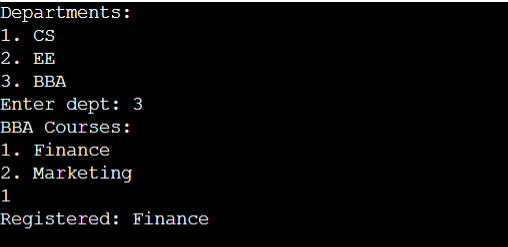 Departments:
1. CS
2. EE
3. BBA
Enter dept: 3
BBA Courses:
1. Finance
2. Marketing
1
Registered: Finance